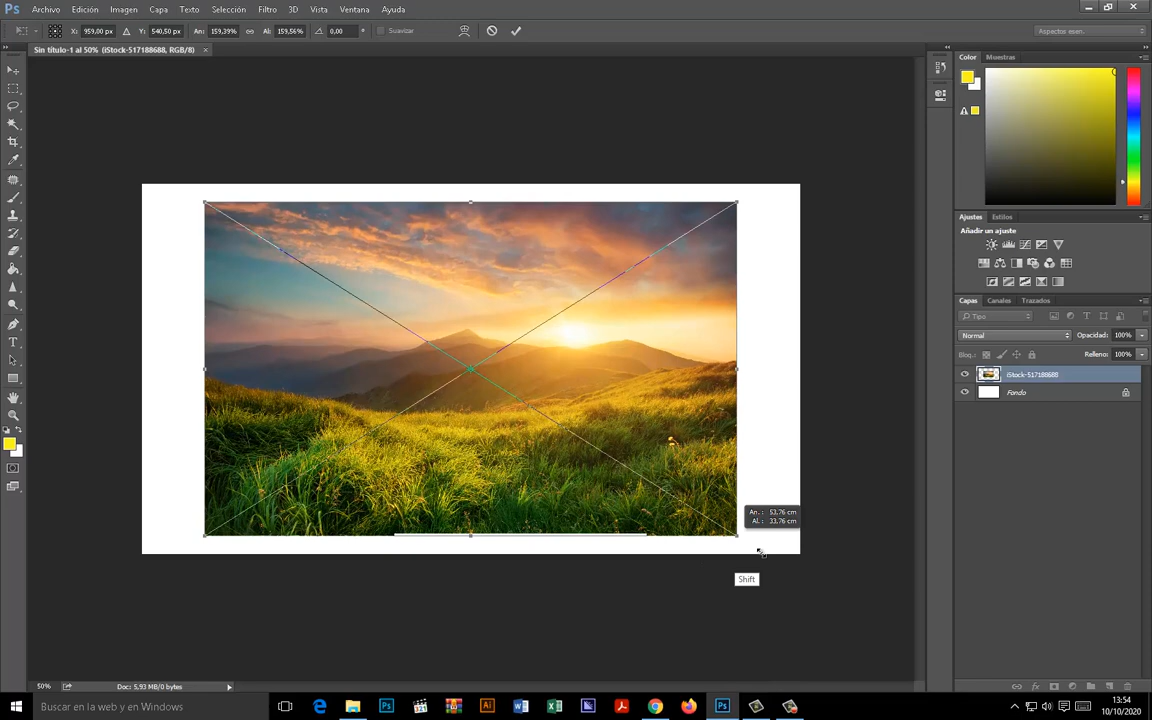 Ps Archivo Edición Imagen Capa Texto Selección Filtro 3D Vista Ventana Ayuda
X: 959,00 px Y: 540,50 px An: 159,39% Al: 159,56% 0,00 ° Suavizar Aspectos esen.
Sin título-1 al 50% (iStock-517188688, RGB/8) ×
Color Muestras
Ajustes Estilos
Añadir un ajuste
Capas Canales Trazados
Tipo
Normal Opacidad: 100%
Bloq.: Relleno: 100%
iStock-517188688
Fondo
An.: 53,76 cm
Al.: 33,76 cm
Shift
50% Doc: 5,93 MB/0 bytes
Buscar en la web y en Windows
13:54
10/10/2020